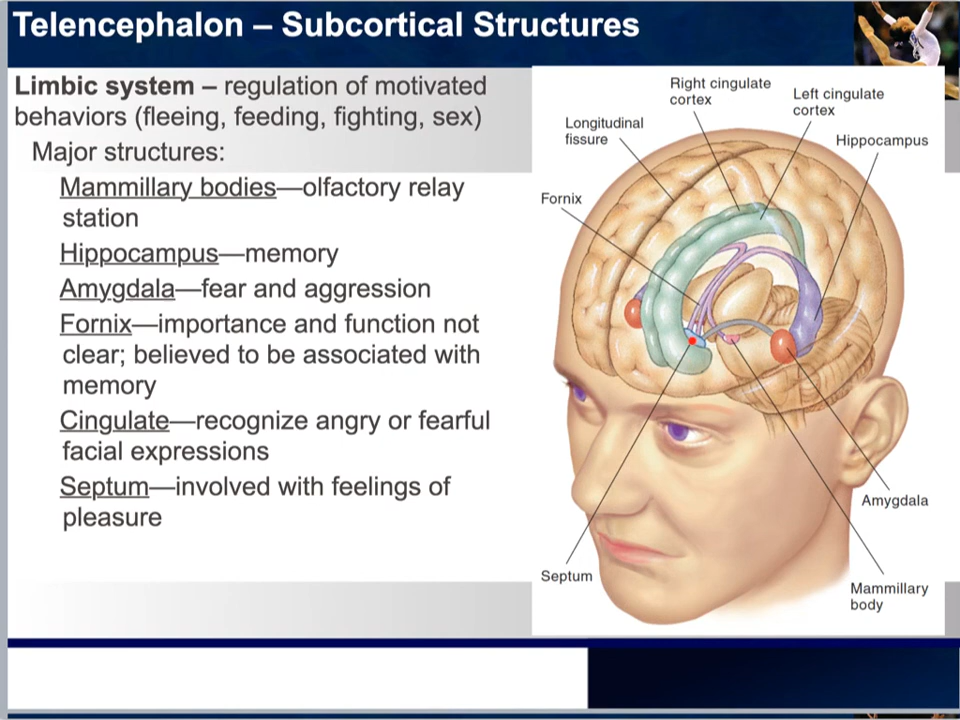 Telencephalon – Subcortical Structures
Limbic system – regulation of motivated
behaviors (fleeing, feeding, fighting, sex)
Major structures:
Mammillary bodies—olfactory relay
station
Hippocampus—memory
Amygdala—fear and aggression
Fornix—importance and function not
clear; believed to be associated with
memory
Cingulate—recognize angry or fearful
facial expressions
Septum—involved with feelings of
pleasure
Right cingulate
cortex
Left cingulate
cortex
Longitudinal
fissure
Hippocampus
Fornix
Amygdala
Septum
Mammillary
body